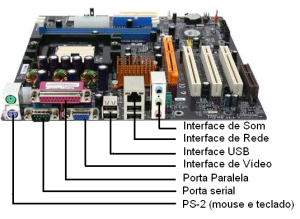 Interface de Som
Interface de Rede
Interface USB
Interface de Vídeo
Porta Paralela
Porta serial
PS-2 (mouse e teclado)